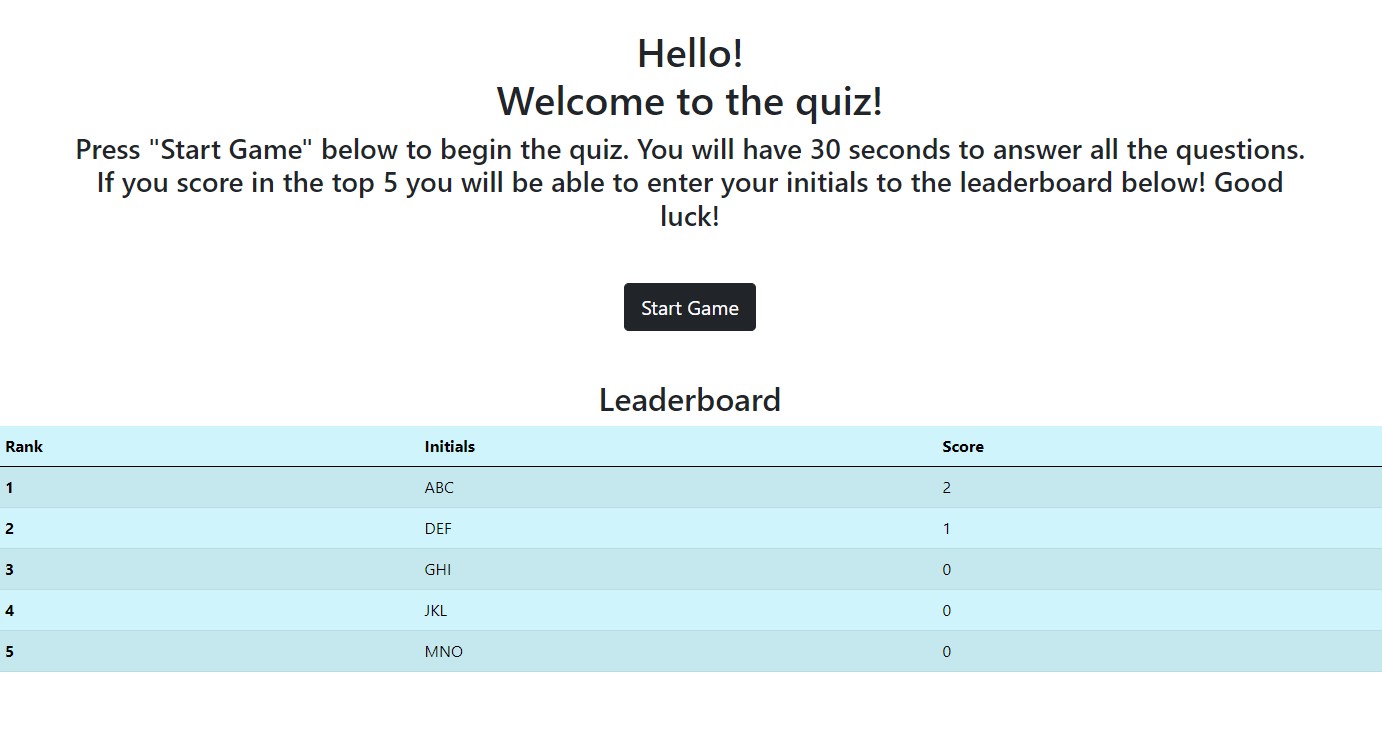 Hello!
Welcome to the quiz!
Press "Start Game" below to begin the quiz. You will have 30 seconds to answer all the questions.
If you score in the top 5 you will be able to enter your initials to the leaderboard below! Good
luck!
Start Game
Leaderboard
Rank Initials Score
1 ABC 2
2 DEF 1
3 GHI 0
4 JKL 0
5 MNO 0